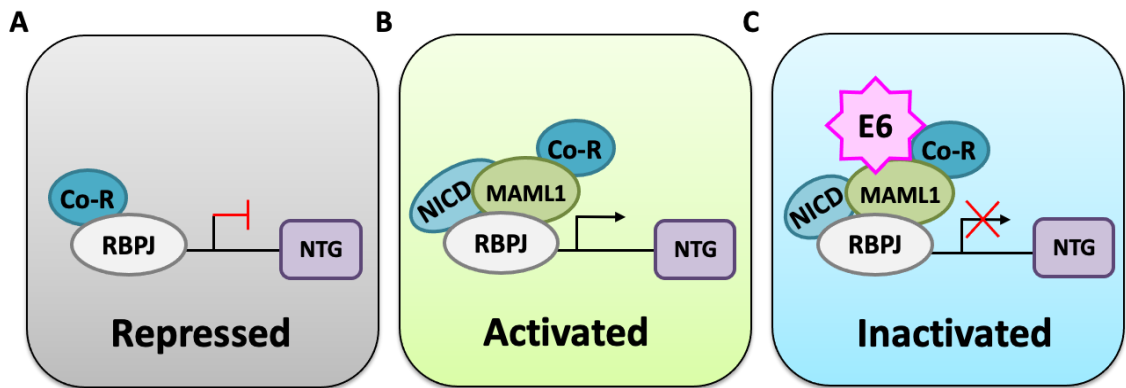 A
Co-R
RBPJ
NTG
Repressed
B
Co-R
NICD
MAML1
RBPJ
NTG
Activated
C
E6
Co-R
NICD
MAML1
RBPJ
NTG
Inactivated